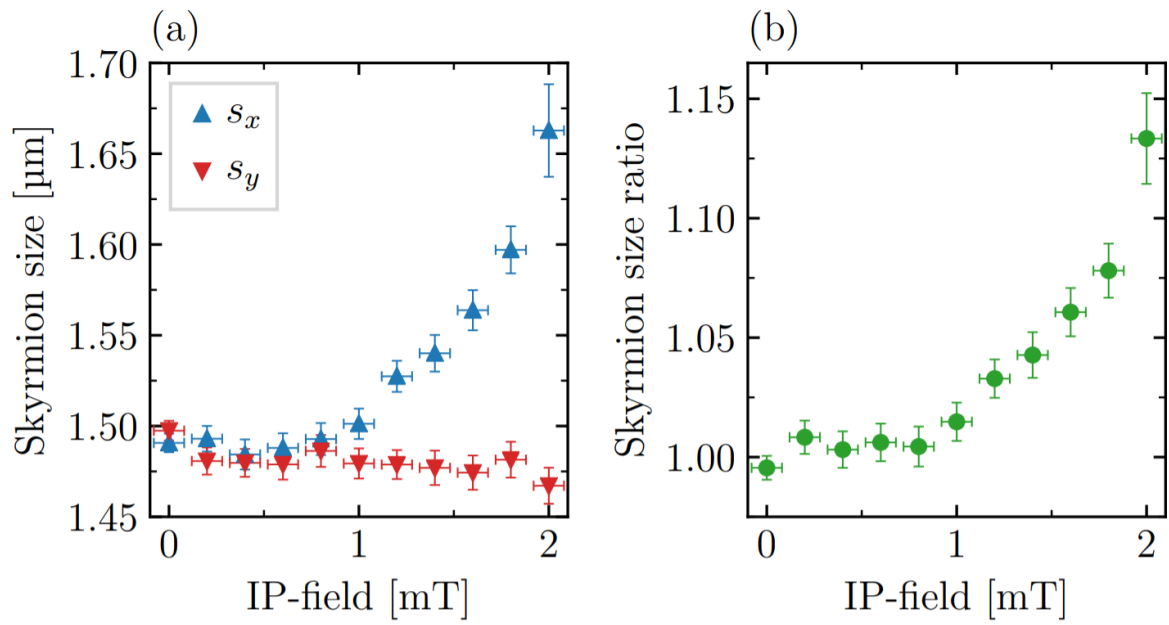 (a)
Skyrmion size [µm]
1.70
1.65
1.60
1.55
1.50
1.45
s_x
s_y
0 1 2
IP-field [mT]
(b)
Skyrmion size ratio
1.15
1.10
1.05
1.00
0 1 2
IP-field [mT]